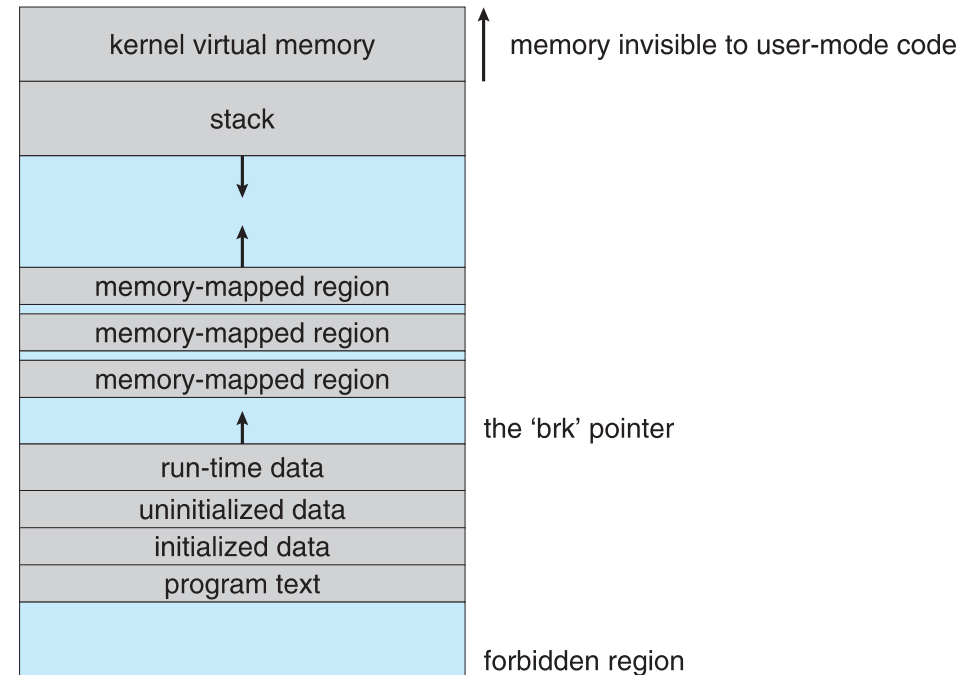 kernel virtual memory
memory invisible to user-mode code
stack
memory-mapped region
memory-mapped region
memory-mapped region
the ‘brk’ pointer
run-time data
uninitialized data
initialized data
program text
forbidden region